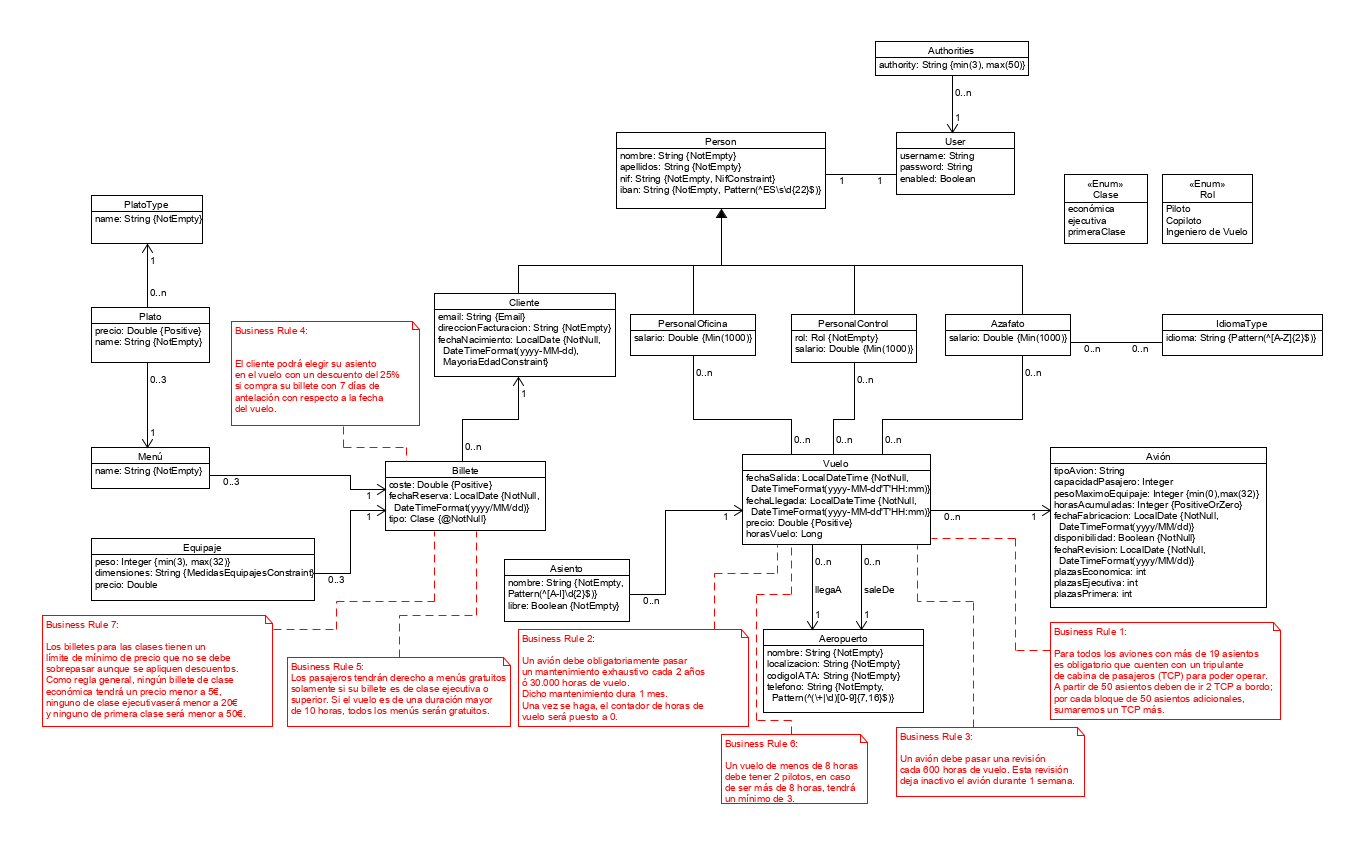 Authorities
authority: String {min(3), max(50)}
0..n
1
Person
nombre: String {NotEmpty}
apellidos: String {NotEmpty}
nif: String {NotEmpty, NifConstraint}
iban: String {NotEmpty, Pattern(^ES\s\d{22}$)}
1
1
User
username: String
password: String
enabled: Boolean
«Enum»
Clase
económica
ejecutiva
primeraClase
«Enum»
Rol
Piloto
Copiloto
Ingeniero de Vuelo
PlatoType
name: String {NotEmpty}
1
0..n
Plato
precio: Double {Positive}
name: String {NotEmpty}
0..3
1
Menú
name: String {NotEmpty}
0..3
1
Business Rule 4:
El cliente podrá elegir su asiento
en el vuelo con un descuento del 25%
si compra su billete con 7 días de
antelación con respecto a la fecha
del vuelo.
Cliente
email: String {Email}
direccionFacturacion: String {NotEmpty}
fechaNacimiento: LocalDate {NotNull,
DateTimeFormat(yyyy-MM-dd),
MayoriaEdadConstraint}
1
0..n
PersonalOficina
salario: Double {Min(1000)}
0..n
0..n
PersonalControl
rol: Rol {NotEmpty}
salario: Double {Min(1000)}
0..n
0..n
Azafato
salario: Double {Min(1000)}
0..n
0..n
0..n
0..n
IdiomaType
idioma: String {Pattern(^[A-Z]{2}$)}
Billete
coste: Double {Positive}
fechaReserva: LocalDate {NotNull,
DateTimeFormat(yyyy/MM/dd)}
tipo: Clase {@NotNull}
1
Equipaje
peso: Integer {min(3), max(32)}
dimensiones: String {MedidasEquipajesConstraint}
precio: Double
0..3
Asiento
nombre: String {NotEmpty,
Pattern(^[A-I]\d{2}$)}
libre: Boolean {NotEmpty}
0..n
1
Vuelo
fechaSalida: LocalDateTime {NotNull,
DateTimeFormat(yyyy-MM-dd'T'HH:mm)}
fechaLlegada: LocalDateTime {NotNull,
DateTimeFormat(yyyy-MM-dd'T'HH:mm)}
precio: Double {Positive}
horasVuelo: Long
0..n
1
Avión
tipoAvion: String
capacidadPasajero: Integer
pesoMaximoEquipaje: Integer {min(0),max(32)}
horasAcumuladas: Integer {PositiveOrZero}
fechaFabricacion: LocalDate {NotNull,
DateTimeFormat(yyyy/MM/dd)}
disponibilidad: Boolean {NotNull}
fechaRevision: LocalDate {NotNull,
DateTimeFormat(yyyy/MM/dd)}
plazasEconomica: int
plazasEjecutiva: int
plazasPrimera: int
0..n
0..n
llegaA
saleDe
1
1
Aeropuerto
nombre: String {NotEmpty}
localizacion: String {NotEmpty}
codigoIATA: String {NotEmpty}
telefono: String {NotEmpty,
Pattern(^(\+|\d)[0-9]{7,16}$)}
Business Rule 7:
Los billetes para las clases tienen un
límite de mínimo de precio que no se debe
sobrepasar aunque se apliquen descuentos.
Como regla general, ningún billete de clase
económica tendrá un precio menor a 5€,
ninguno de clase ejecutivaserá menor a 20€
y ninguno de primera clase será menor a 50€.
Business Rule 5:
Los pasajeros tendrán derecho a menús gratuitos
solamente si su billete es de clase ejecutiva o
superior. Si el vuelo es de una duración mayor
de 10 horas, todos los menús serán gratuitos.
Business Rule 2:
Un avión debe obligatoriamente pasar
un mantenimiento exhaustivo cada 2 años
ó 30.000 horas de vuelo.
Dicho mantenimiento dura 1 mes.
Una vez se haga, el contador de horas de
vuelo será puesto a 0.
Business Rule 1:
Para todos los aviones con más de 19 asientos
es obligatorio que cuenten con un tripulante
de cabina de pasajeros (TCP) para poder operar.
A partir de 50 asientos deben de ir 2 TCP a bordo;
por cada bloque de 50 asientos adicionales,
sumaremos un TCP más.
Business Rule 6:
Un vuelo de menos de 8 horas
debe tener 2 pilotos, en caso
de ser más de 8 horas, tendrá
un mínimo de 3.
Business Rule 3:
Un avión debe pasar una revisión
cada 600 horas de vuelo. Esta revisión
deja inactivo el avión durante 1 semana.